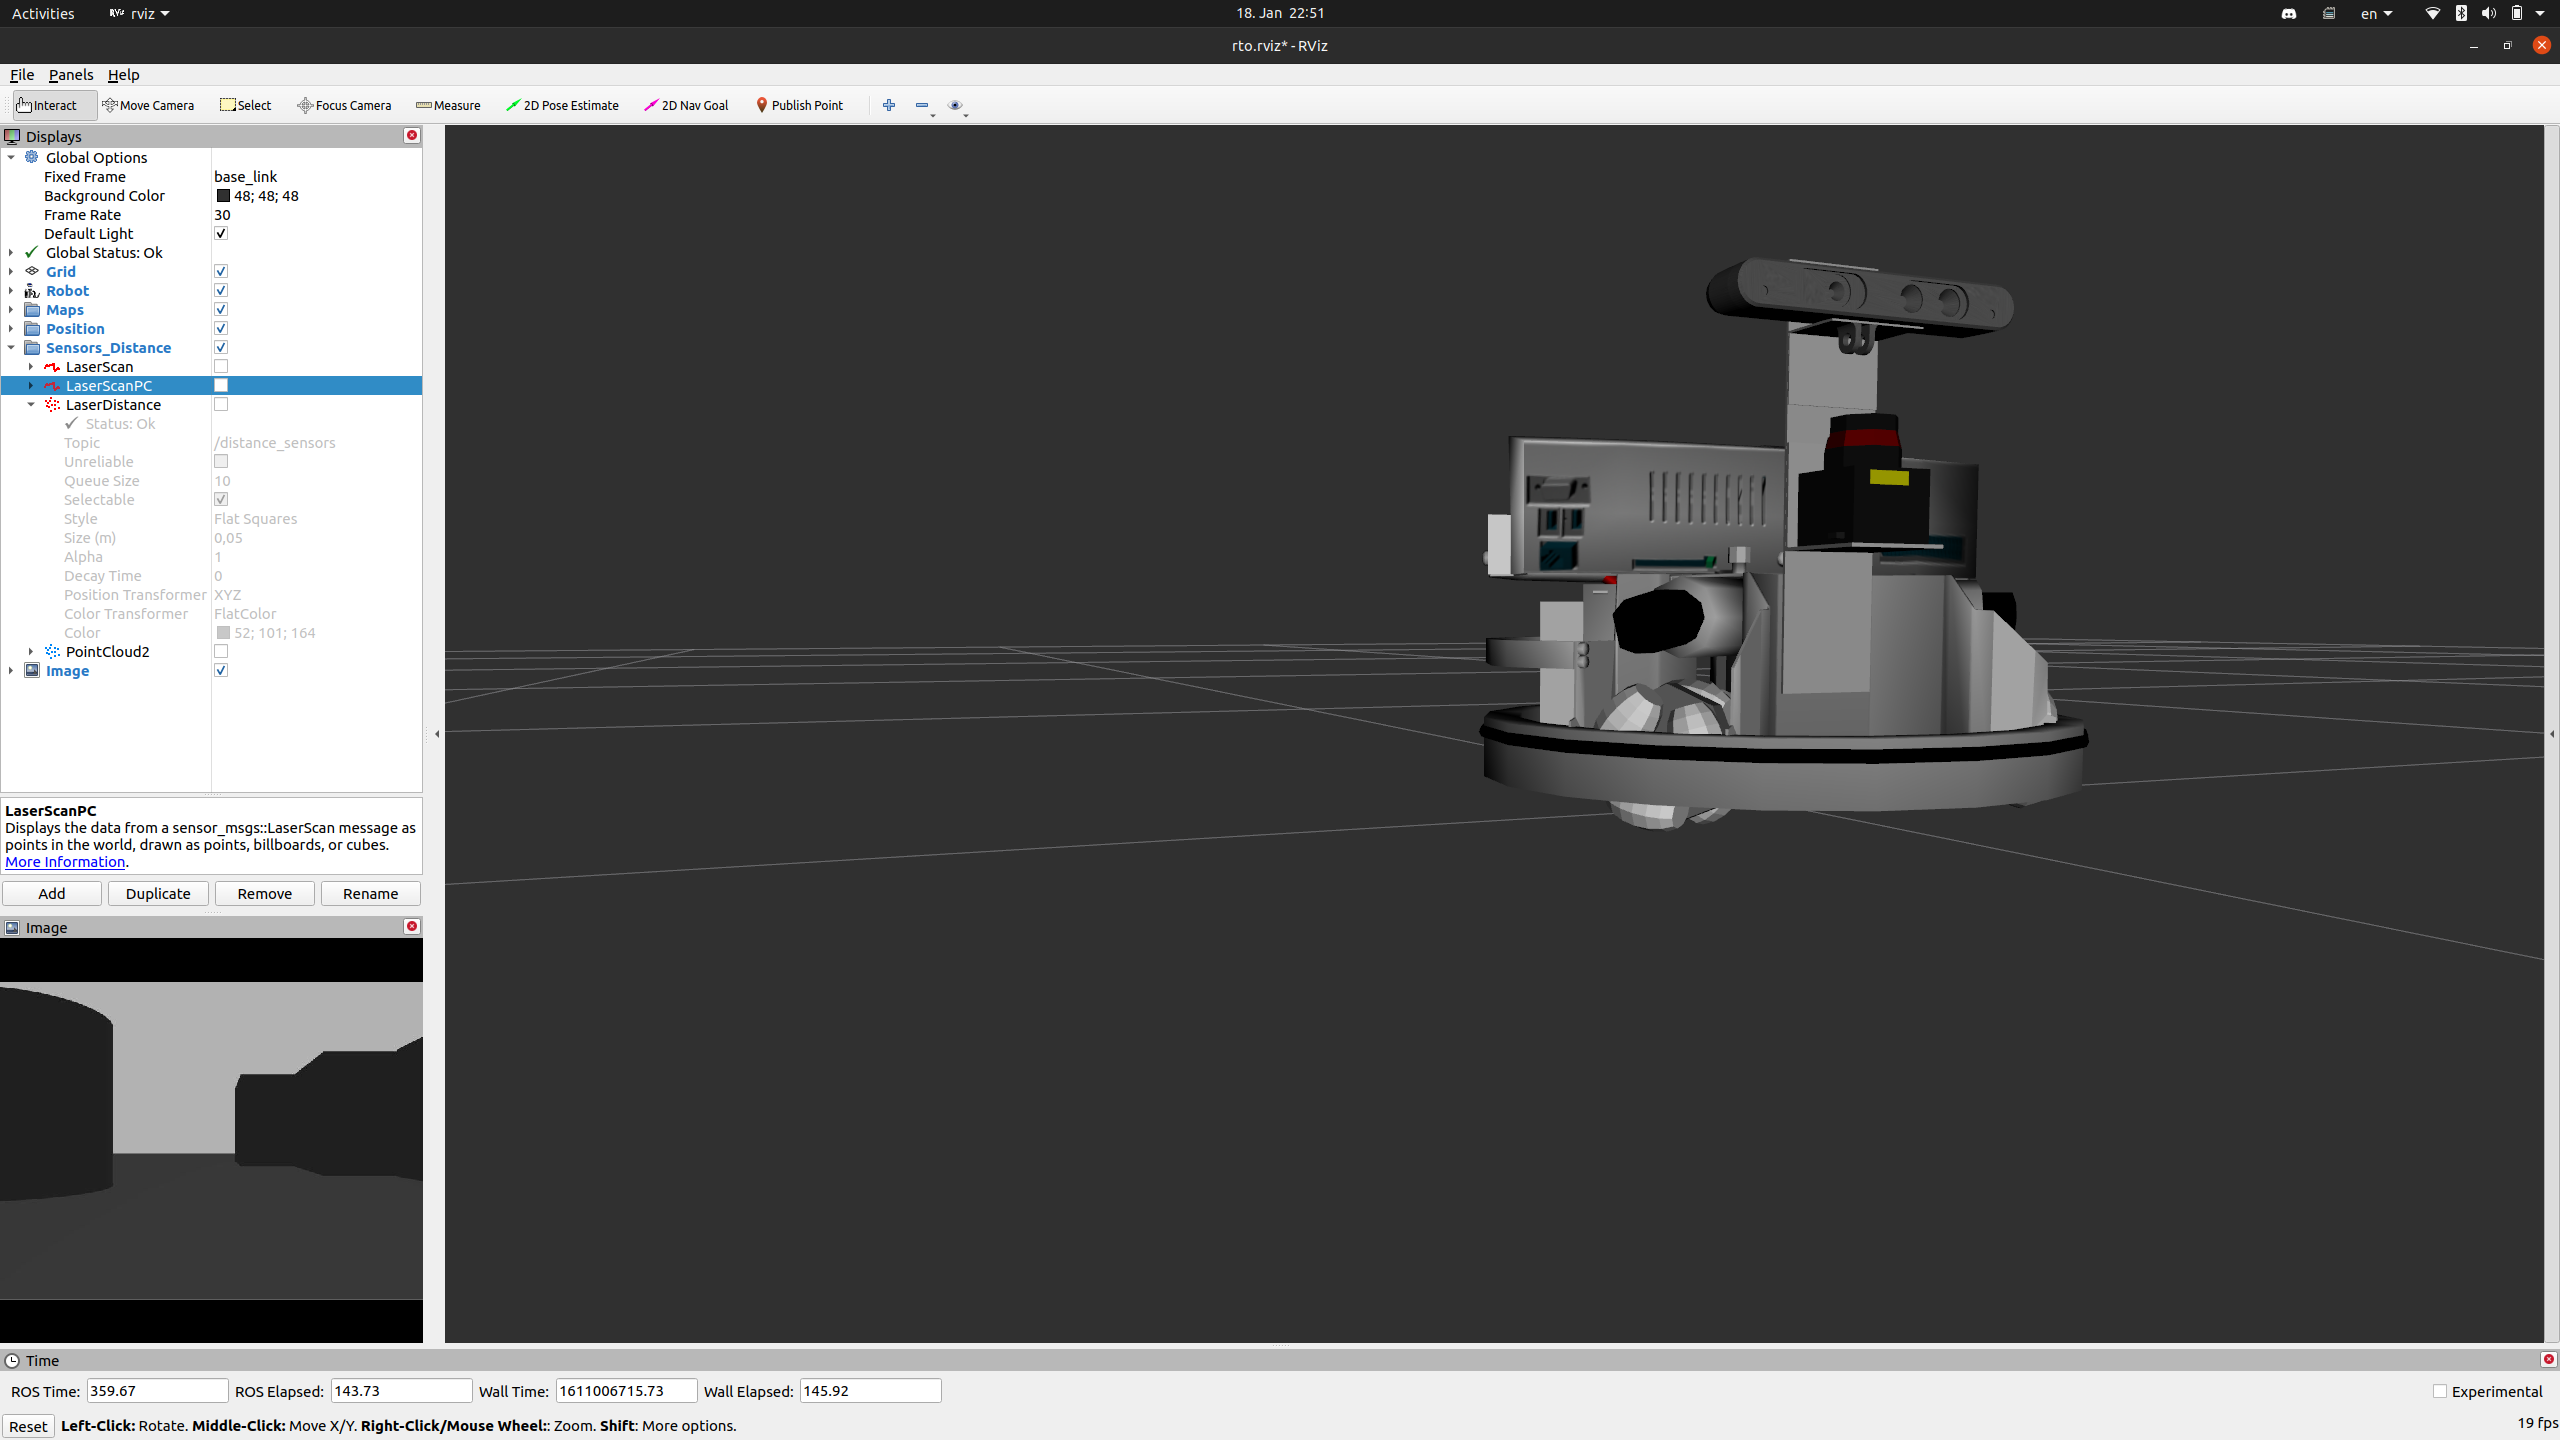 Activities RViz rviz 18. Jan 22:51 en
rto.rviz* - RViz
File Panels Help
Interact Move Camera Select Focus Camera Measure 2D Pose Estimate 2D Nav Goal Publish Point
Displays
Global Options
Fixed Frame base_link
Background Color 48; 48; 48
Frame Rate 30
Default Light
Global Status: Ok
Grid
Robot
Maps
Position
Sensors_Distance
LaserScan
LaserScanPC
LaserDistance
Status: Ok
Topic /distance_sensors
Unreliable
Queue Size 10
Selectable
Style Flat Squares
Size (m) 0,05
Alpha 1
Decay Time 0
Position Transformer XYZ
Color Transformer FlatColor
Color 52; 101; 164
PointCloud2
Image
LaserScanPC
Displays the data from a sensor_msgs::LaserScan message as
points in the world, drawn as points, billboards, or cubes.
More Information.
Add Duplicate Remove Rename
Image
Time
ROS Time: 359.67 ROS Elapsed: 143.73 Wall Time: 1611006715.73 Wall Elapsed: 145.92 Experimental
Reset Left-Click: Rotate. Middle-Click: Move X/Y. Right-Click/Mouse Wheel:: Zoom. Shift: More options. 19 fps